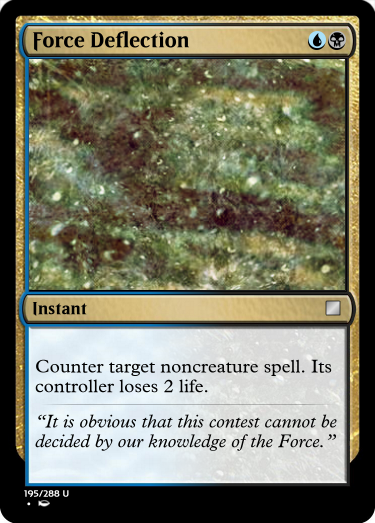 Force Deflection
Instant
Counter target noncreature spell. Its
controller loses 2 life.
“It is obvious that this contest cannot be
decided by our knowledge of the Force.”
195/288 U